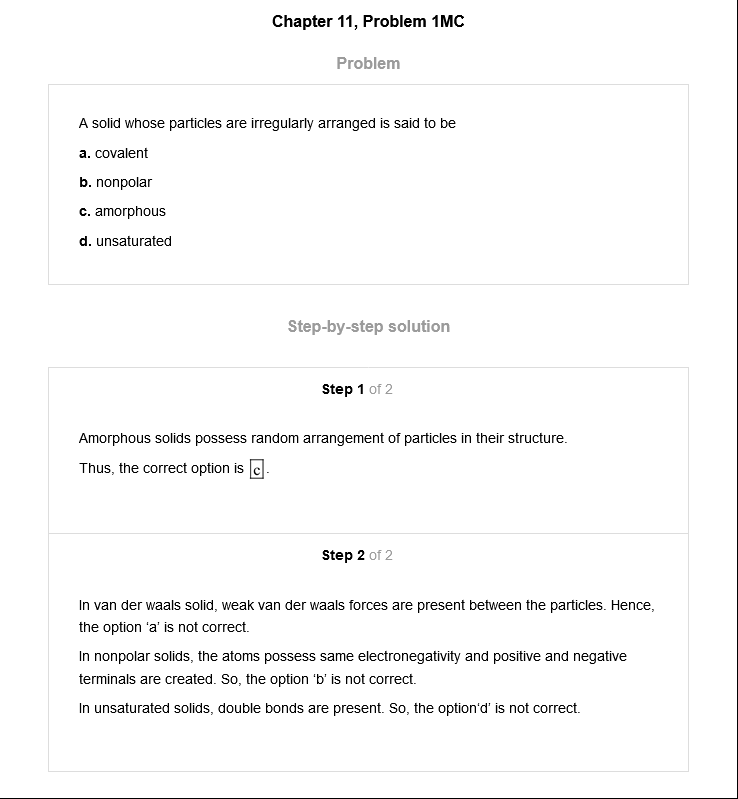 Chapter 11, Problem 1MC
Problem
A solid whose particles are irregularly arranged is said to be
a. covalent
b. nonpolar
c. amorphous
d. unsaturated
Step-by-step solution
Step 1 of 2
Amorphous solids possess random arrangement of particles in their structure.
Thus, the correct option is c.
Step 2 of 2
In van der waals solid, weak van der waals forces are present between the particles. Hence,
the option ‘a’ is not correct.
In nonpolar solids, the atoms possess same electronegativity and positive and negative
terminals are created. So, the option ‘b’ is not correct.
In unsaturated solids, double bonds are present. So, the option‘d’ is not correct.